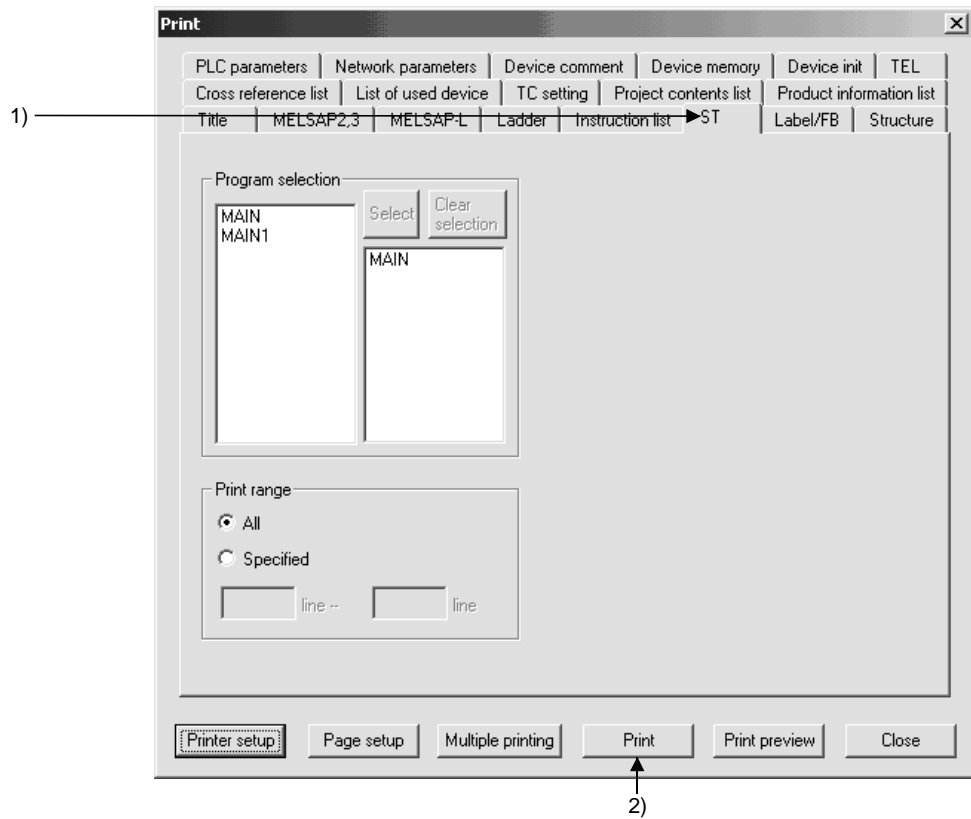 Print
PLC parameters Network parameters Device comment Device memory Device init TEL
Cross reference list List of used device TC setting Project contents list Product information list
1)
Title MELSAP2,3 MELSAP-L Ladder Instruction list ST Label/FB Structure
Program selection
MAIN
MAIN1
Select
Clear
selection
MAIN
Print range
All
Specified
line -- line
Printer setup Page setup Multiple printing Print Print preview Close
2)